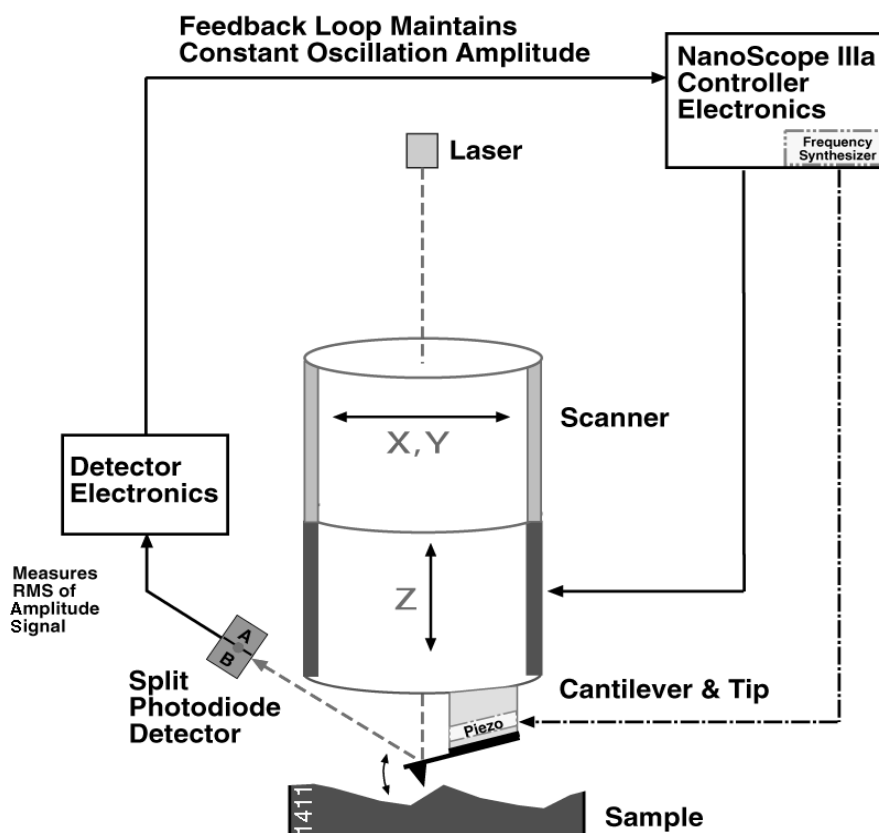 Feedback Loop Maintains
Constant Oscillation Amplitude
NanoScope IIIa
Controller
Electronics
Frequency
Synthesizer
Laser
Scanner
X, Y
Detector
Electronics
Z
Measures
RMS of
Amplitude
Signal
A
B
Split
Photodiode
Detector
Cantilever & Tip
Piezo
1411
Sample